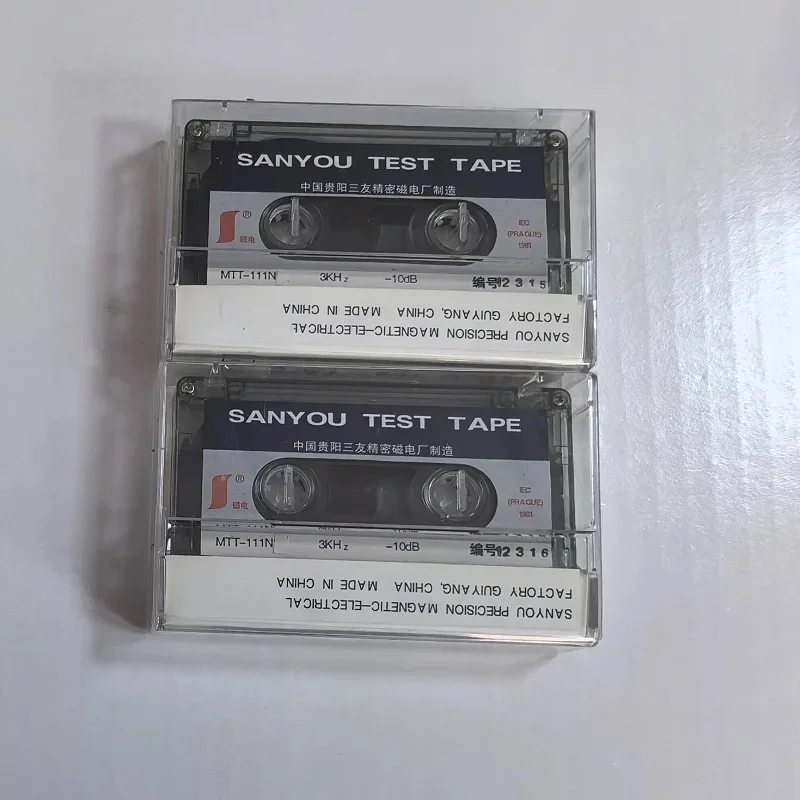 SANYOU TEST TAPE
中国贵阳三友精密磁电厂制造
®
磁电
IEC
(PRAGUE)
1981
MTT-111N 3KHz -10dB 编号12315
SANYOU PRECISION MAGNETIC-ELECTRICAL
FACTORY GUIYANG, CHINA MADE IN CHINA
SANYOU TEST TAPE
中国贵阳三友精密磁电厂制造
®
磁电
IEC
(PRAGUE)
1981
MTT-111N 3KHz -10dB 编号12316
SANYOU PRECISION MAGNETIC-ELECTRICAL
FACTORY GUIYANG, CHINA MADE IN CHINA